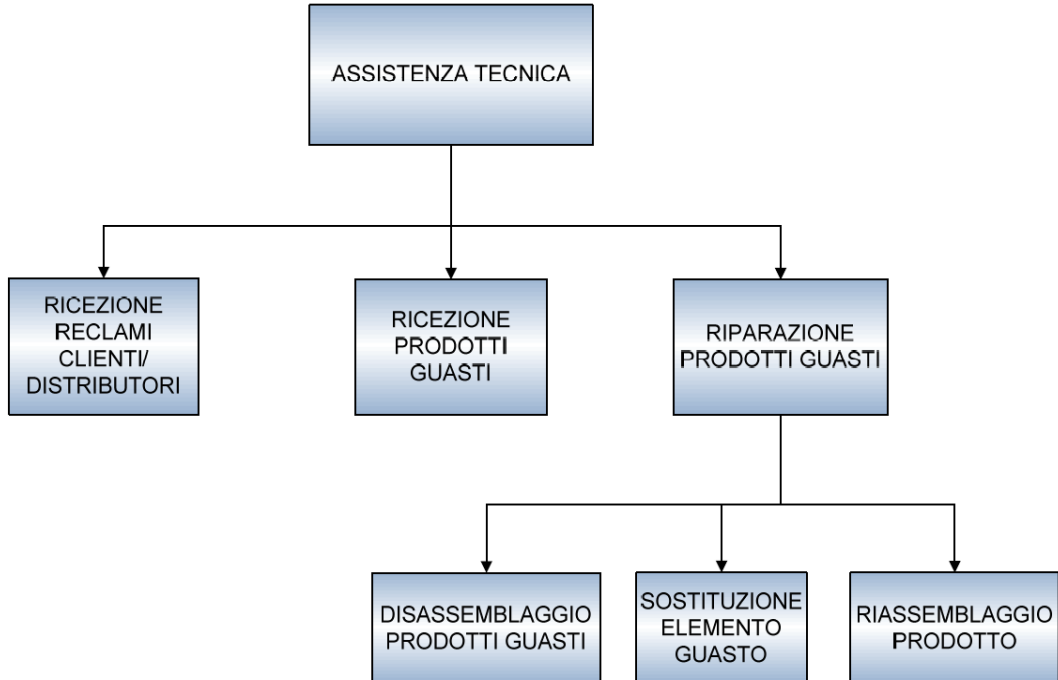 ASSISTENZA TECNICA
RICEZIONE
RECLAMI
CLIENTI/
DISTRIBUTORI
RICEZIONE
PRODOTTI
GUASTI
RIPARAZIONE
PRODOTTI GUASTI
DISASSEMBLAGGIO
PRODOTTI GUASTI
SOSTITUZIONE
ELEMENTO
GUASTO
RIASSEMBLAGGIO
PRODOTTO